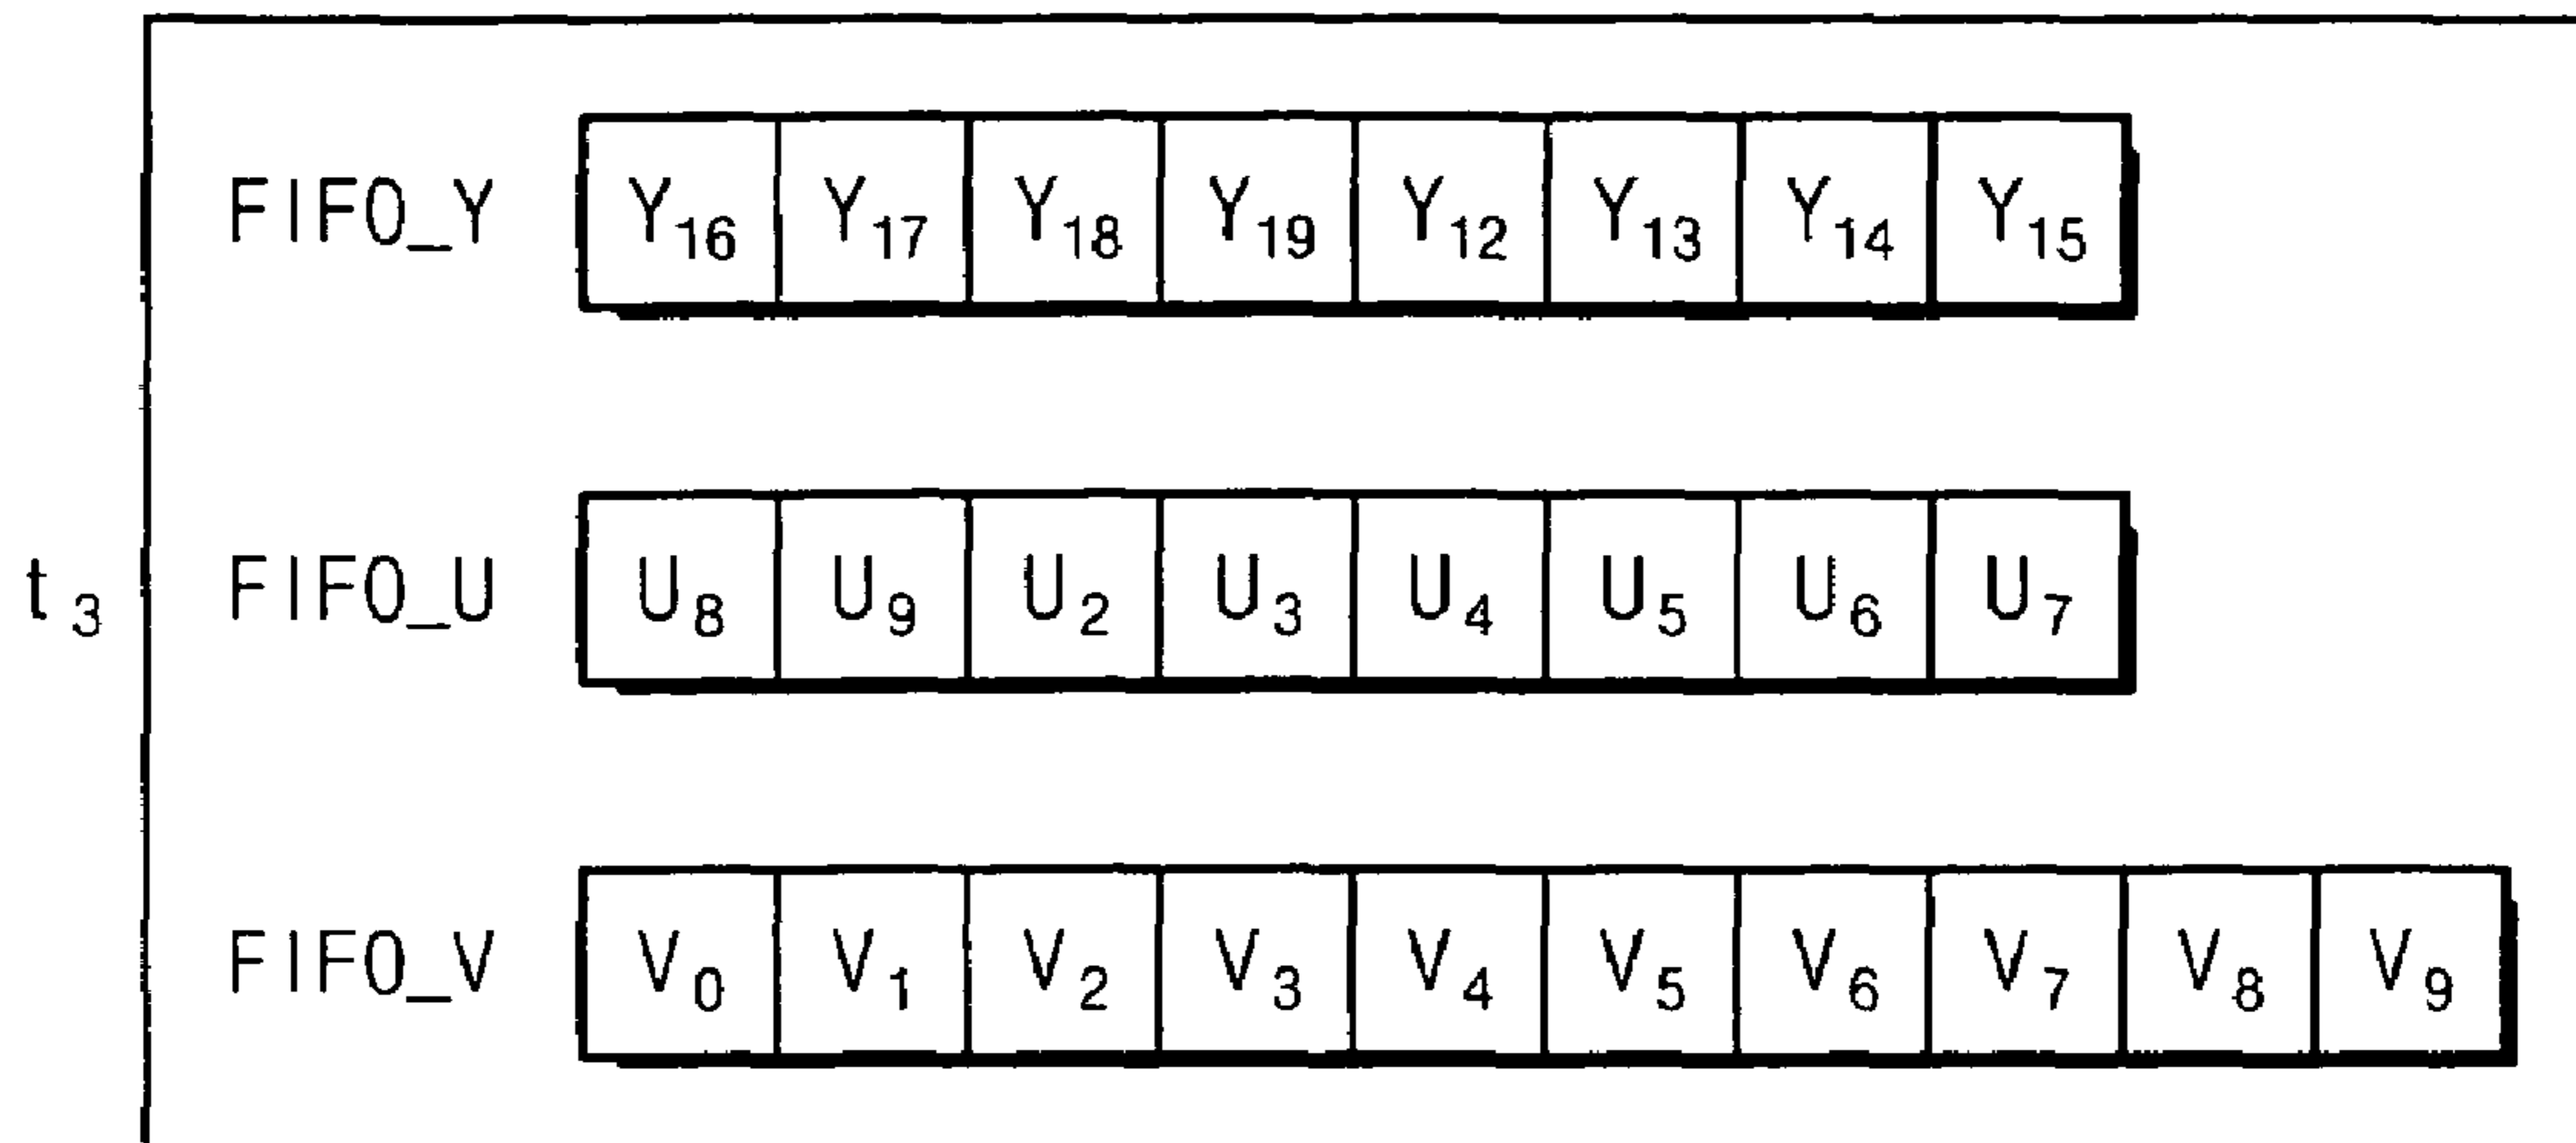 FIFO_Y Y16 Y17 Y18 Y19 Y12 Y13 Y14 Y15
t3 FIFO_U U8 U9 U2 U3 U4 U5 U6 U7
FIFO_V V0 V1 V2 V3 V4 V5 V6 V7 V8 V9